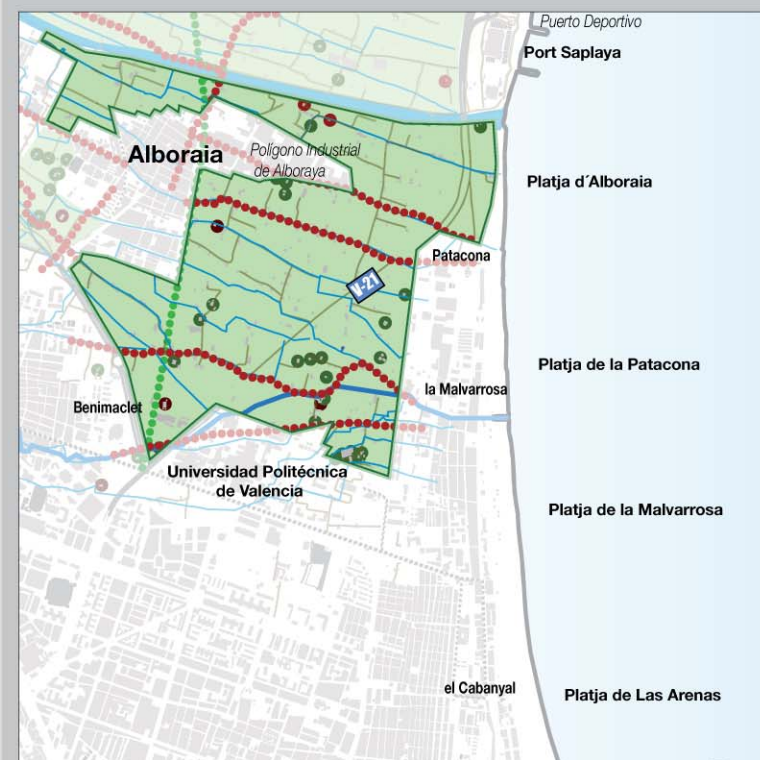 Puerto Deportivo
Port Saplaya
Alboraia
Polígono Industrial
de Alboraya
Platja d´Alboraia
Patacona
V-21
Platja de la Patacona
la Malvarrosa
Benimaclet
Universidad Politécnica
de Valencia
Platja de la Malvarrosa
el Cabanyal
Platja de Las Arenas